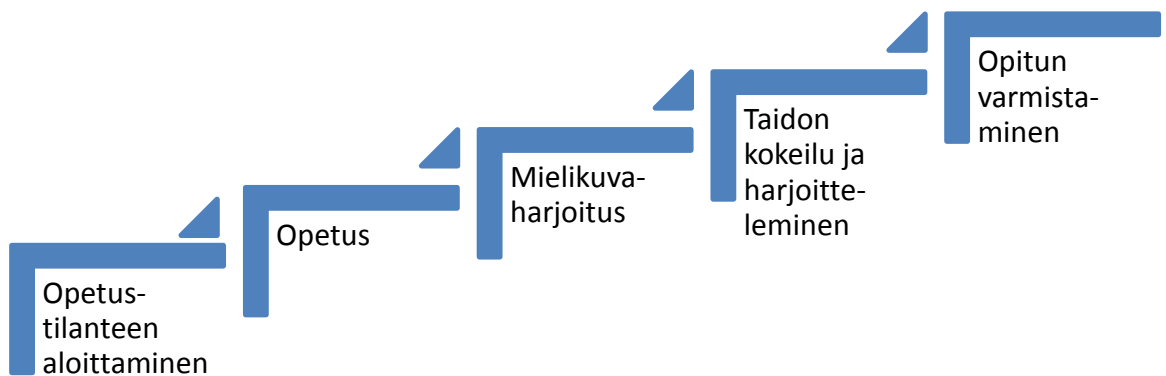 Opetus-
tilanteen
aloittaminen
Opetus
Mielikuva-
harjoitus
Taidon
kokeilu ja
harjoitte-
leminen
Opitun
varmista-
minen